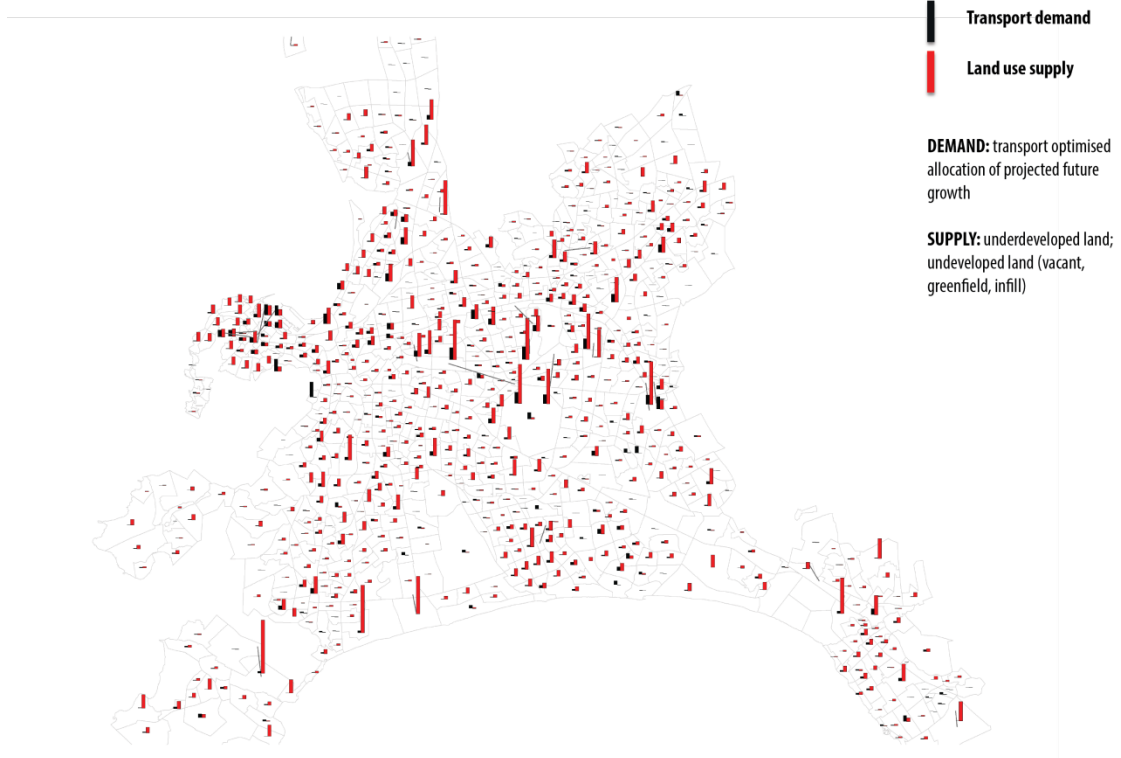 Transport demand
Land use supply
DEMAND: transport optimised
allocation of projected future
growth
SUPPLY: underdeveloped land;
undeveloped land (vacant,
greenfield, infill)